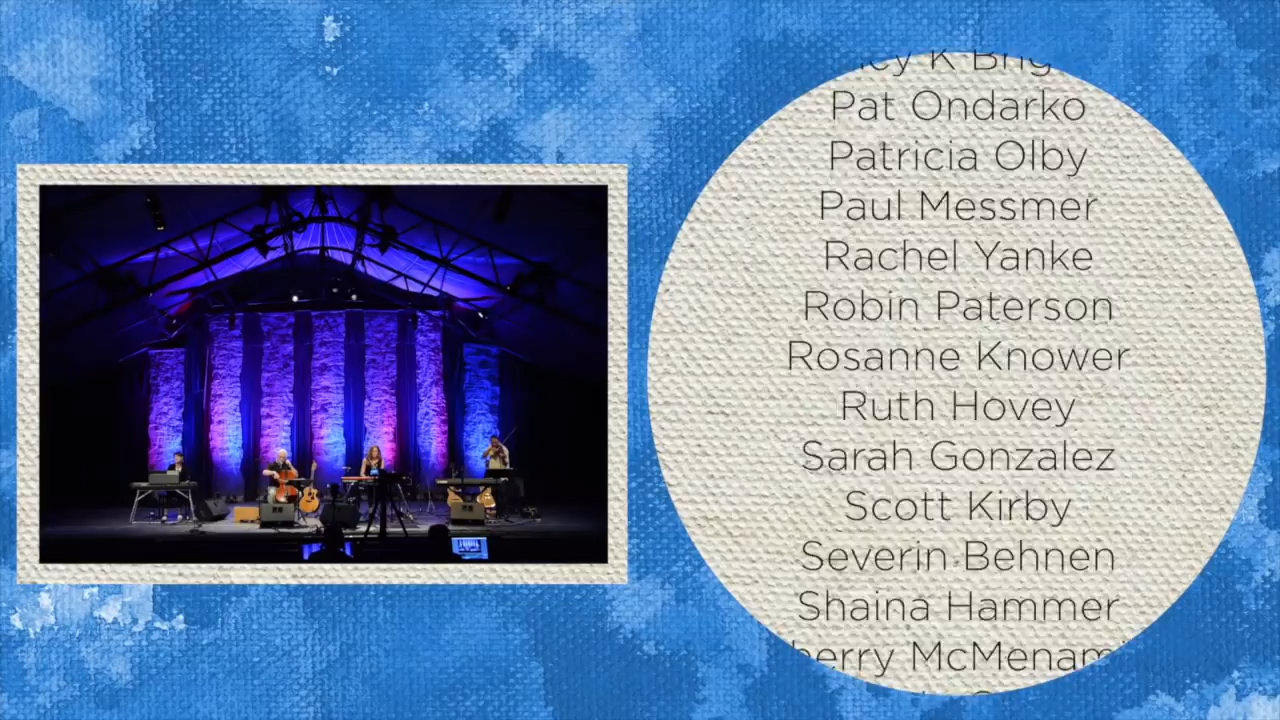 Pat Ondarko
Patricia Olby
Paul Messmer
Rachel Yanke
Robin Paterson
Rosanne Knower
Ruth Hovey
Sarah Gonzalez
Scott Kirby
Severin Behnen
Shaina Hammer